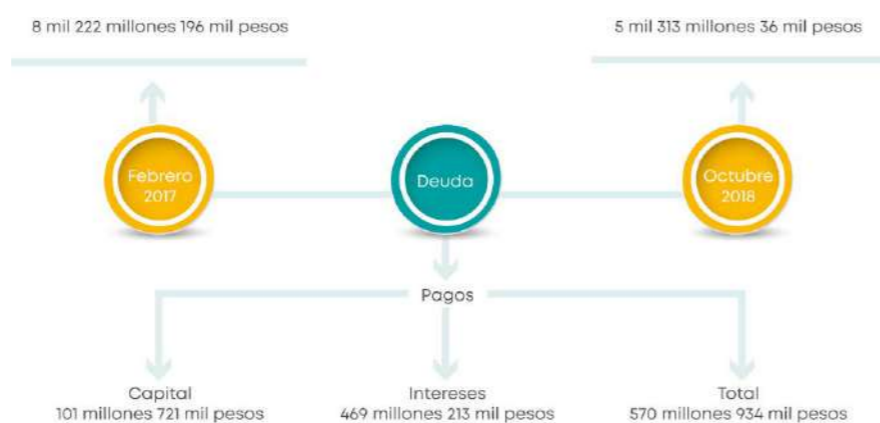 8 mil 222 millones 196 mil pesos
5 mil 313 millones 36 mil pesos
Febrero
2017
Deuda
Octubre
2018
Pagos
Capital
101 millones 721 mil pesos
Intereses
469 millones 213 mil pesos
Total
570 millones 934 mil pesos